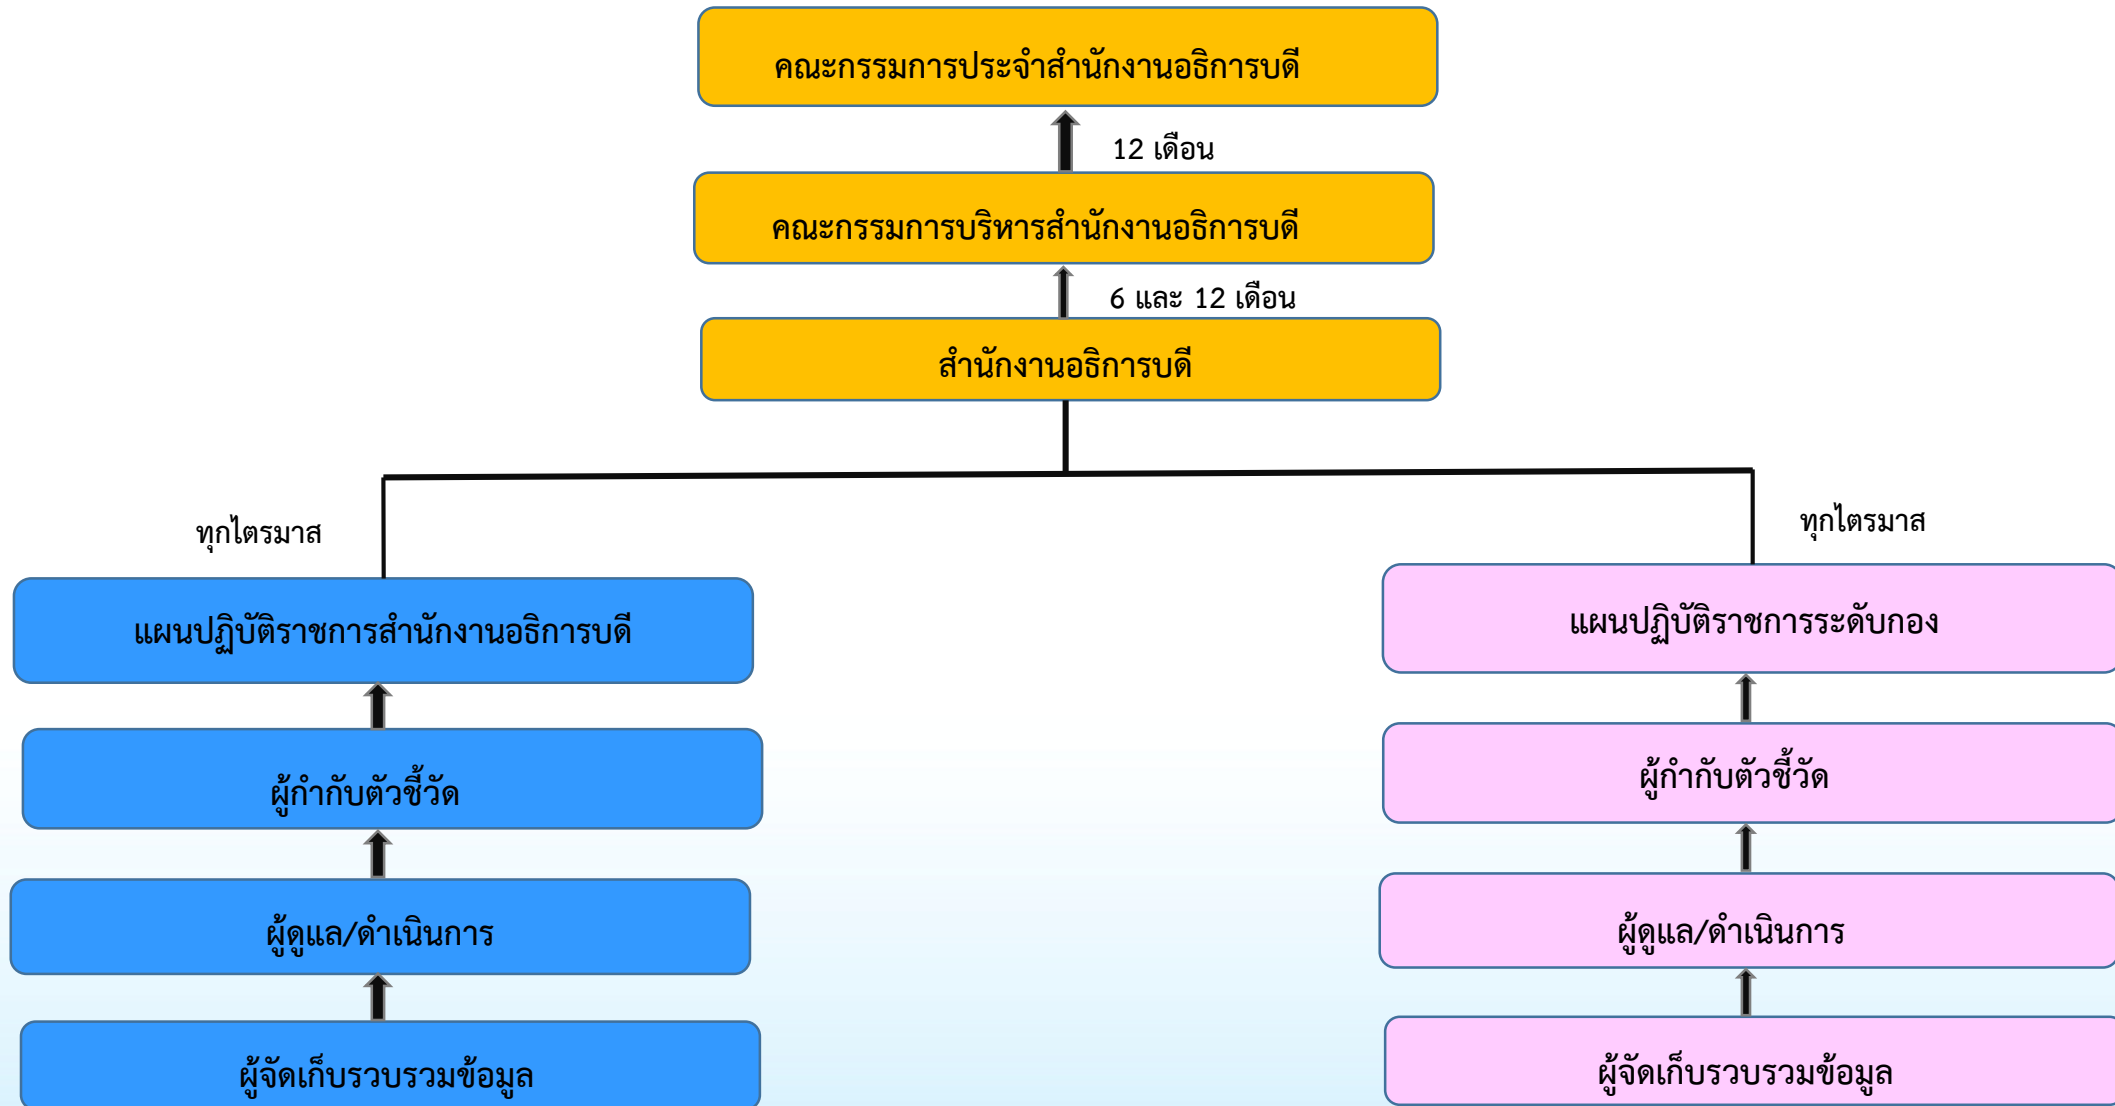 คณะกรรมการประจำสำนักงานอธิการบดี
12 เดือน
คณะกรรมการบริหารสำนักงานอธิการบดี
6 และ 12 เดือน
สำนักงานอธิการบดี
ทุกไตรมาส
ทุกไตรมาส
แผนปฏิบัติราชการสำนักงานอธิการบดี
แผนปฏิบัติราชการระดับกอง
ผู้กำกับตัวชี้วัด
ผู้กำกับตัวชี้วัด
ผู้ดูแล/ดำเนินการ
ผู้ดูแล/ดำเนินการ
ผู้จัดเก็บรวบรวมข้อมูล
ผู้จัดเก็บรวบรวมข้อมูล